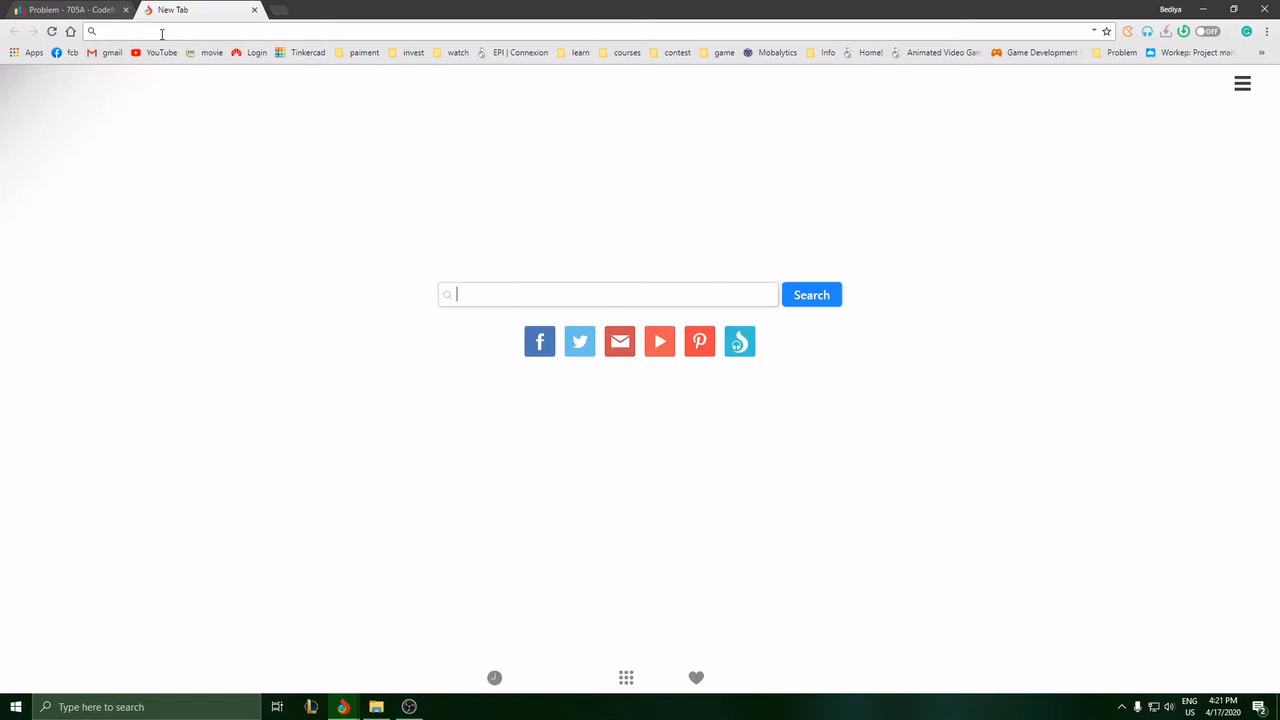 Problem - 705A - Codef
New Tab
Bediya
Apps fcb gmail YouTube movie Login Tinkercad paiment invest watch EPI | Connexion learn courses contest game Mobalytics Info Home! Animated Video Gam Game Development Problem Workep: Project man
OFF
Search
Type here to search
ENG
US
4:21 PM
4/17/2020
2